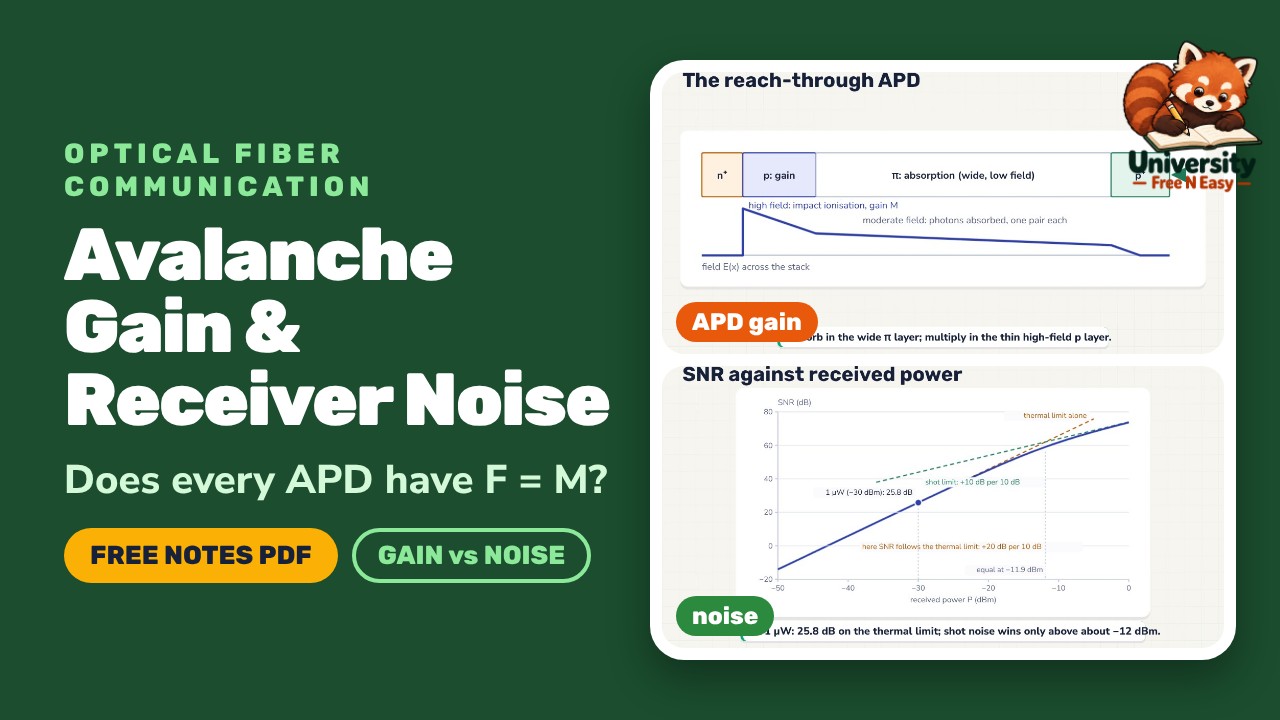 OPTICAL FIBER
COMMUNICATION
Avalanche
Gain &
Receiver Noise
Does every APD have F = M?
FREE NOTES PDF
GAIN vs NOISE
The reach-through APD
n⁺
p: gain
π: absorption (wide, low field)
high field: impact ionisation, gain M
moderate field: photons absorbed, one pair each
field E(x) across the stack
APD gain
in the wide π layer; multiply in the thin high-field p layer.
University
Free N Easy
SNR against received power
SNR (dB)
80
60
40
20
0
−20
−50
−40
−30
−20
−10
0
thermal limit alone
shot limit: +10 dB per 10 dB
1 μW (−30 dBm): 25.8 dB
here SNR follows the thermal limit: +20 dB per 10 dB
equal at −11.9 dBm
received power P (dBm)
noise
1 μW: 25.8 dB on the thermal limit; shot noise wins only above about −12 dBm.